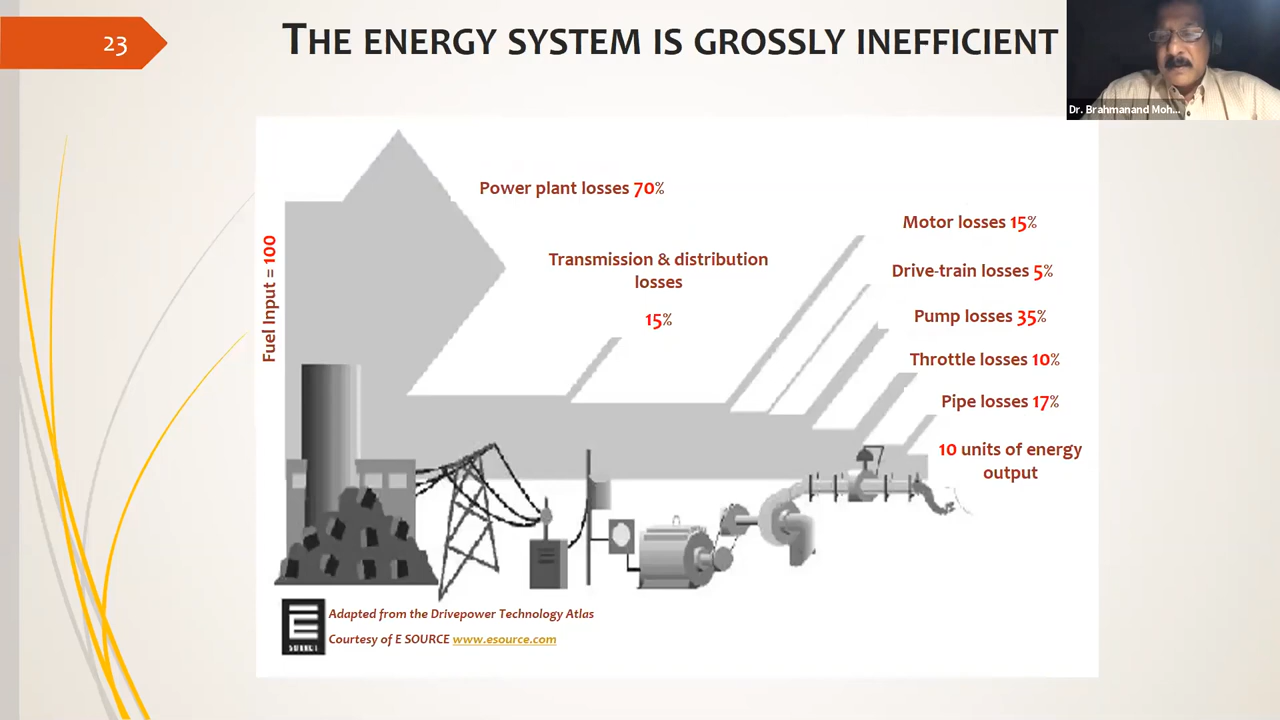 23
THE ENERGY SYSTEM IS GROSSLY INEFFICIENT
Dr. Brahmanand Moh...
Power plant losses 70%
Motor losses 15%
Fuel Input = 100
Transmission & distribution
losses
15%
Drive-train losses 5%
Pump losses 35%
Throttle losses 10%
Pipe losses 17%
10 units of energy
output
Adapted from the Drivepower Technology Atlas
Courtesy of E SOURCE www.esource.com
E
SOURCE